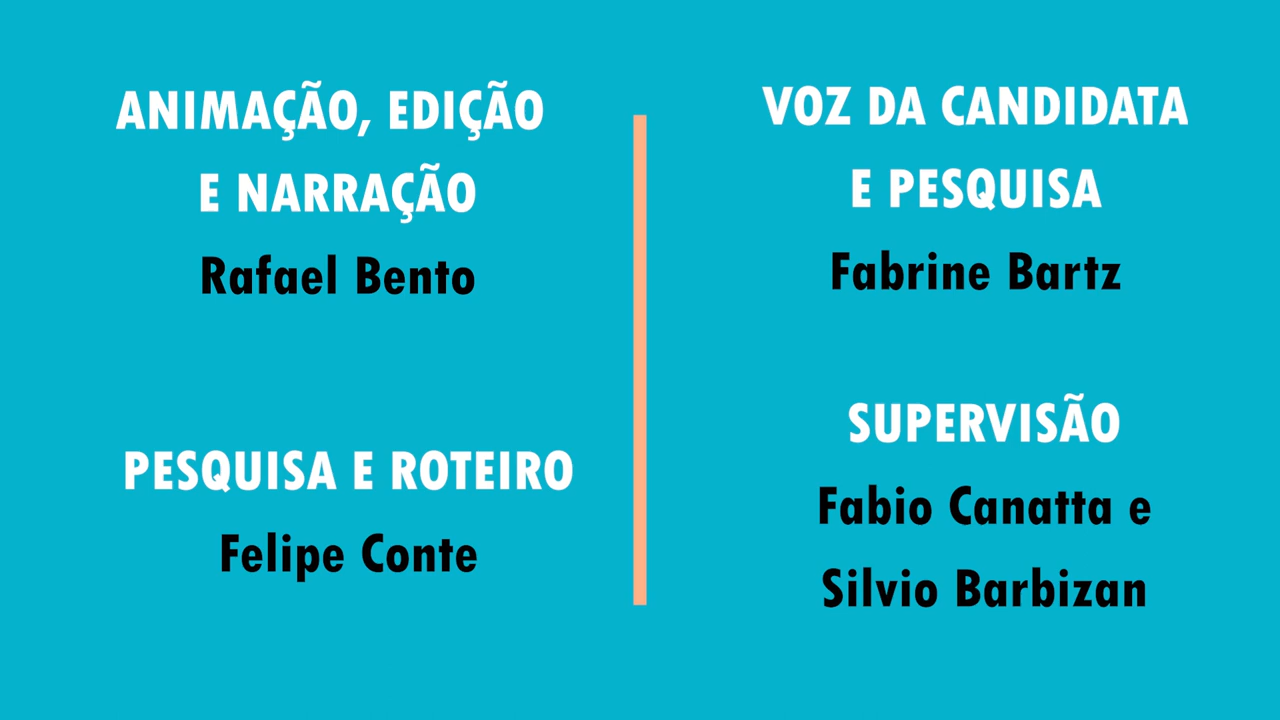 ANIMAÇÃO, EDIÇÃO
E NARRAÇÃO
Rafael Bento
PESQUISA E ROTEIRO
Felipe Conte
VOZ DA CANDIDATA
E PESQUISA
Fabrine Bartz
SUPERVISÃO
Fabio Canatta e
Silvio Barbizan